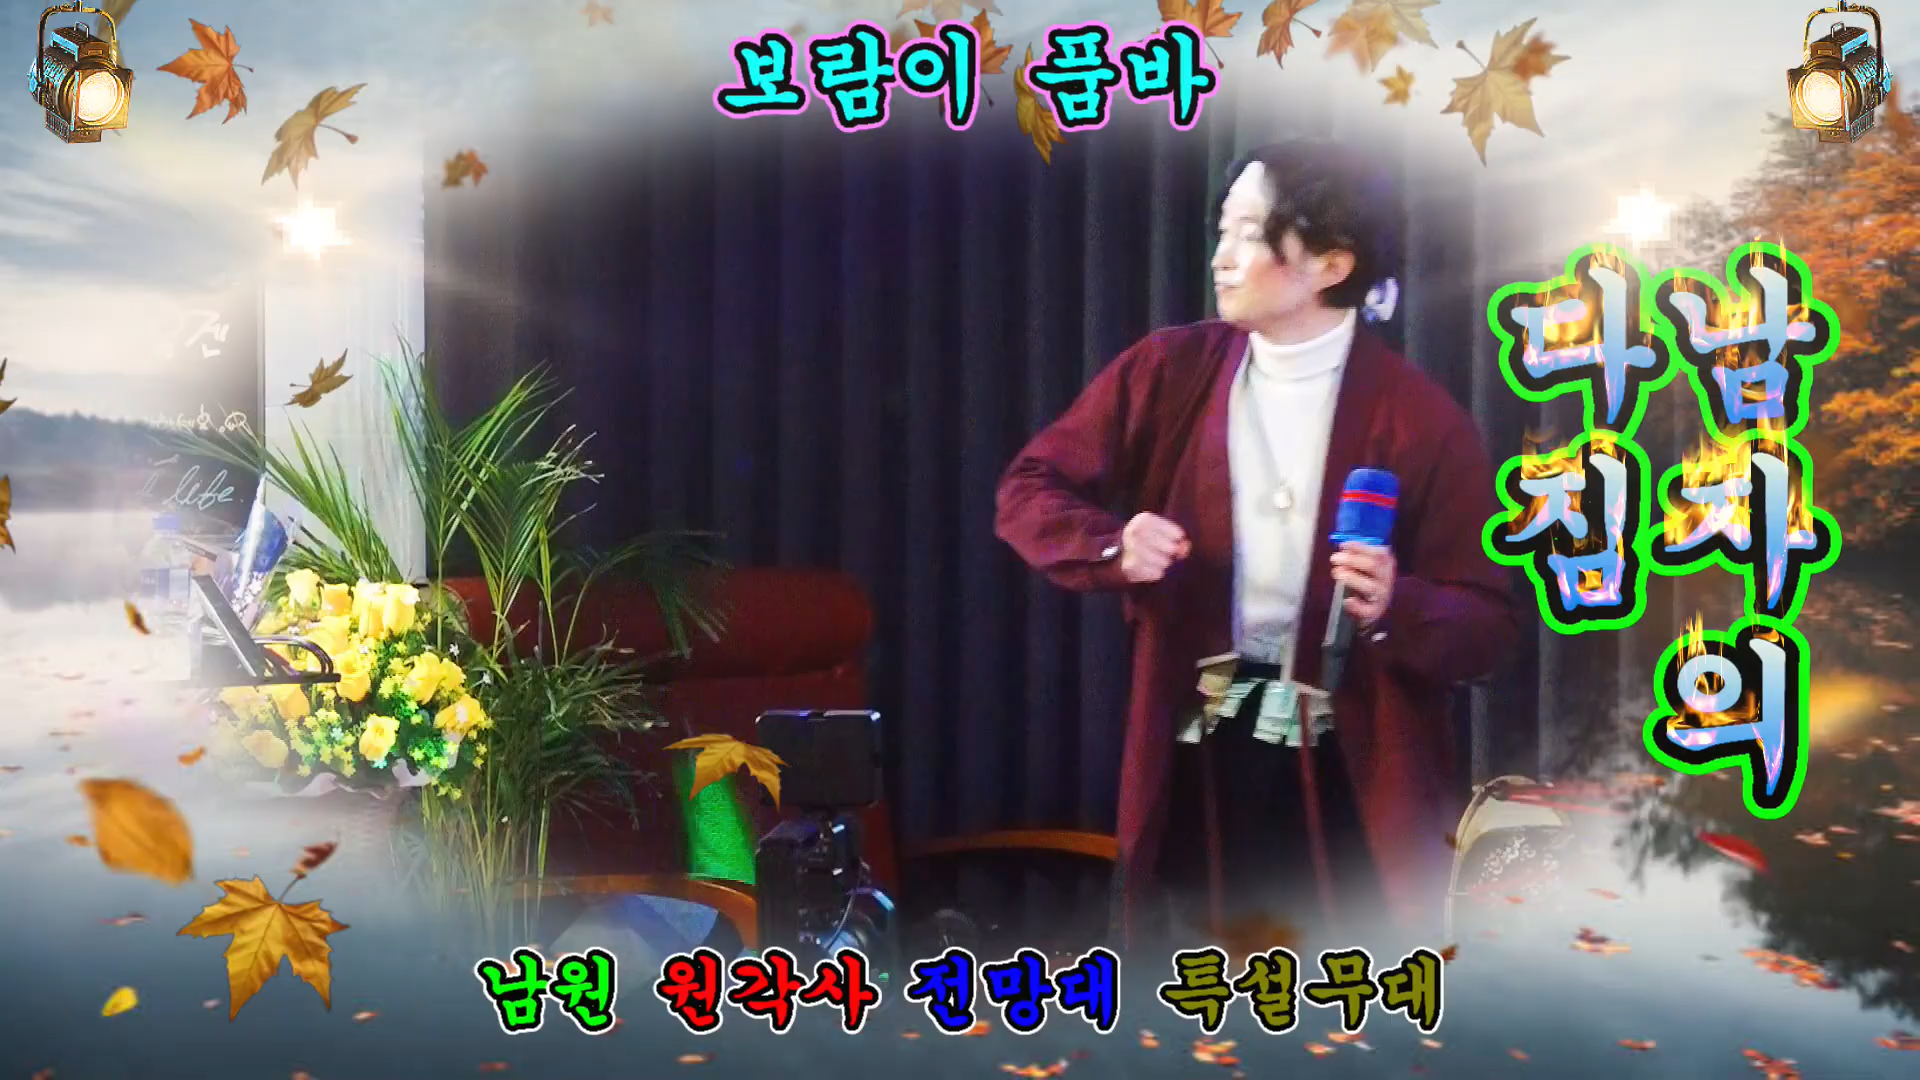 보람이 품바
남자의
다짐
life.
남원 원각사 전망대 특설무대